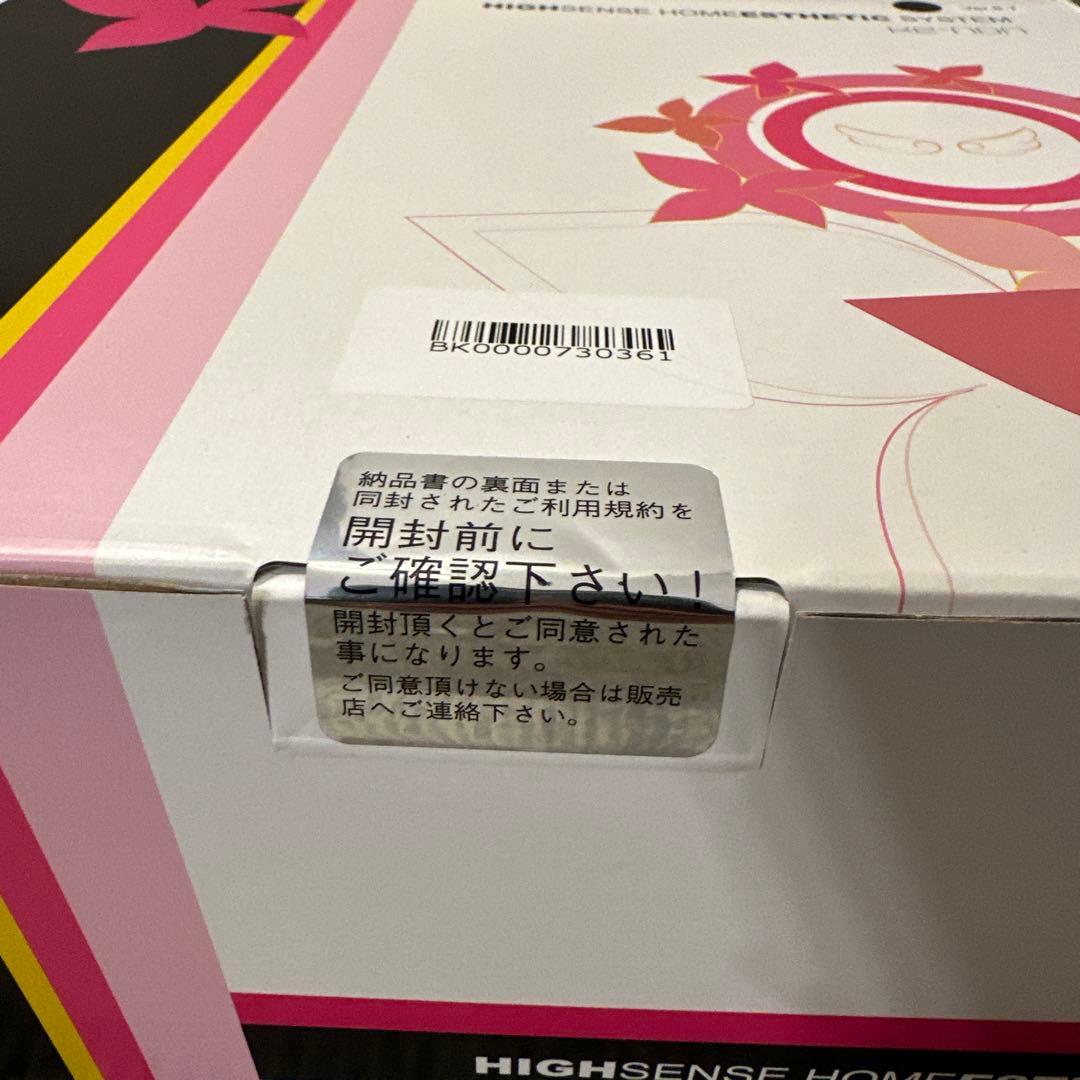 HIGHSENSE HOMEESTHETIC SYSTEM
Ke-non
BK0000730361
納品書の裏面または
同封されたご利用規約を
開封前に
ご確認下さい!
開封頂くとご同意された
事になります。
ご同意頂けない場合は販売
店へご連絡下さい。
HIGHSENSE